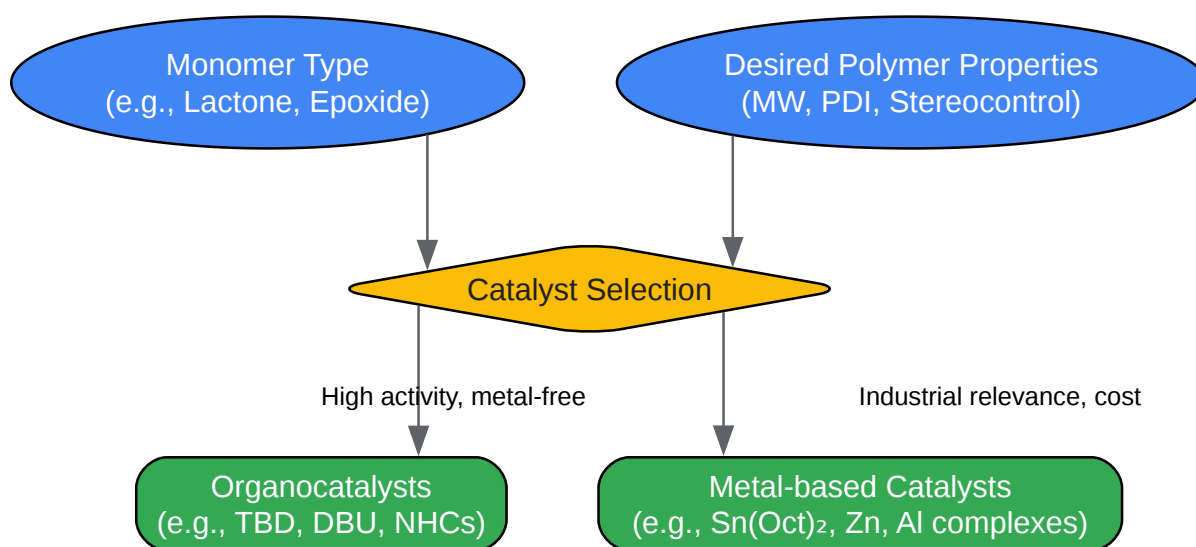 Monomer Type
(e.g., Lactone, Epoxide)
Desired Polymer Properties
(MW, PDI, Stereocontrol)
Catalyst Selection
High activity, metal-free
Industrial relevance, cost
Organocatalysts
(e.g., TBD, DBU, NHCs)
Metal-based Catalysts
(e.g., Sn(Oct)₂, Zn, Al complexes)